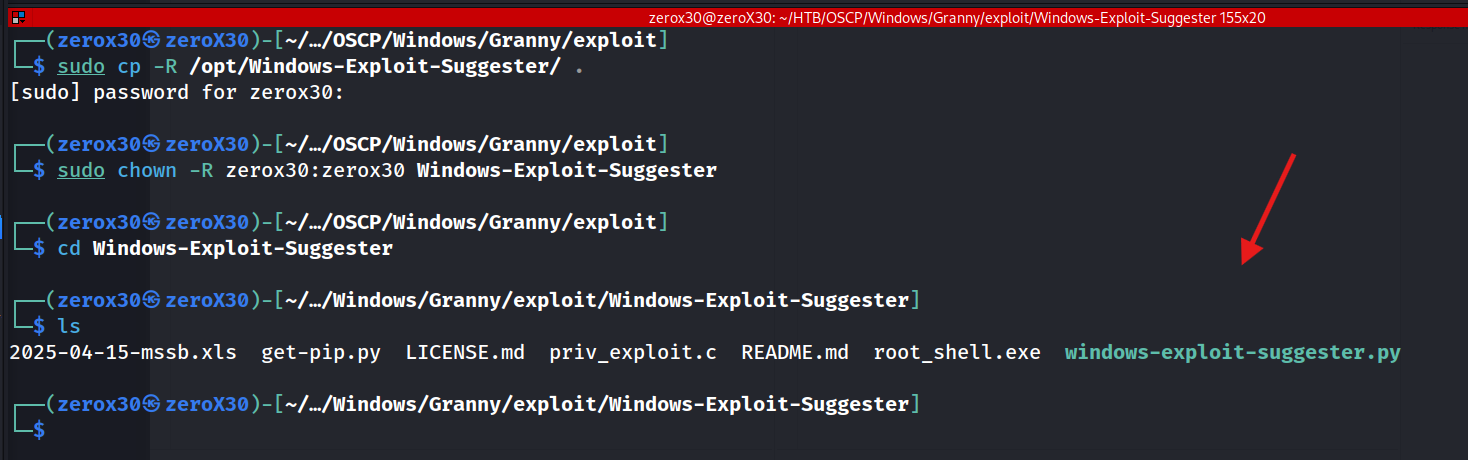 zerox30@zeroX30: ~/HTB/OSCP/Windows/Granny/exploit/Windows-Exploit-Suggester 155x20
┌──(zerox30㉿zeroX30)-[~/…/OSCP/Windows/Granny/exploit]
└─$ sudo cp -R /opt/Windows-Exploit-Suggester/ .
[sudo] password for zerox30:
┌──(zerox30㉿zeroX30)-[~/…/OSCP/Windows/Granny/exploit]
└─$ sudo chown -R zerox30:zerox30 Windows-Exploit-Suggester
┌──(zerox30㉿zeroX30)-[~/…/OSCP/Windows/Granny/exploit]
└─$ cd Windows-Exploit-Suggester
┌──(zerox30㉿zeroX30)-[~/…/Windows/Granny/exploit/Windows-Exploit-Suggester]
└─$ ls
2025-04-15-mssb.xls  get-pip.py  LICENSE.md  priv_exploit.c  README.md  root_shell.exe  windows-exploit-suggester.py
┌──(zerox30㉿zeroX30)-[~/…/Windows/Granny/exploit/Windows-Exploit-Suggester]
└─$